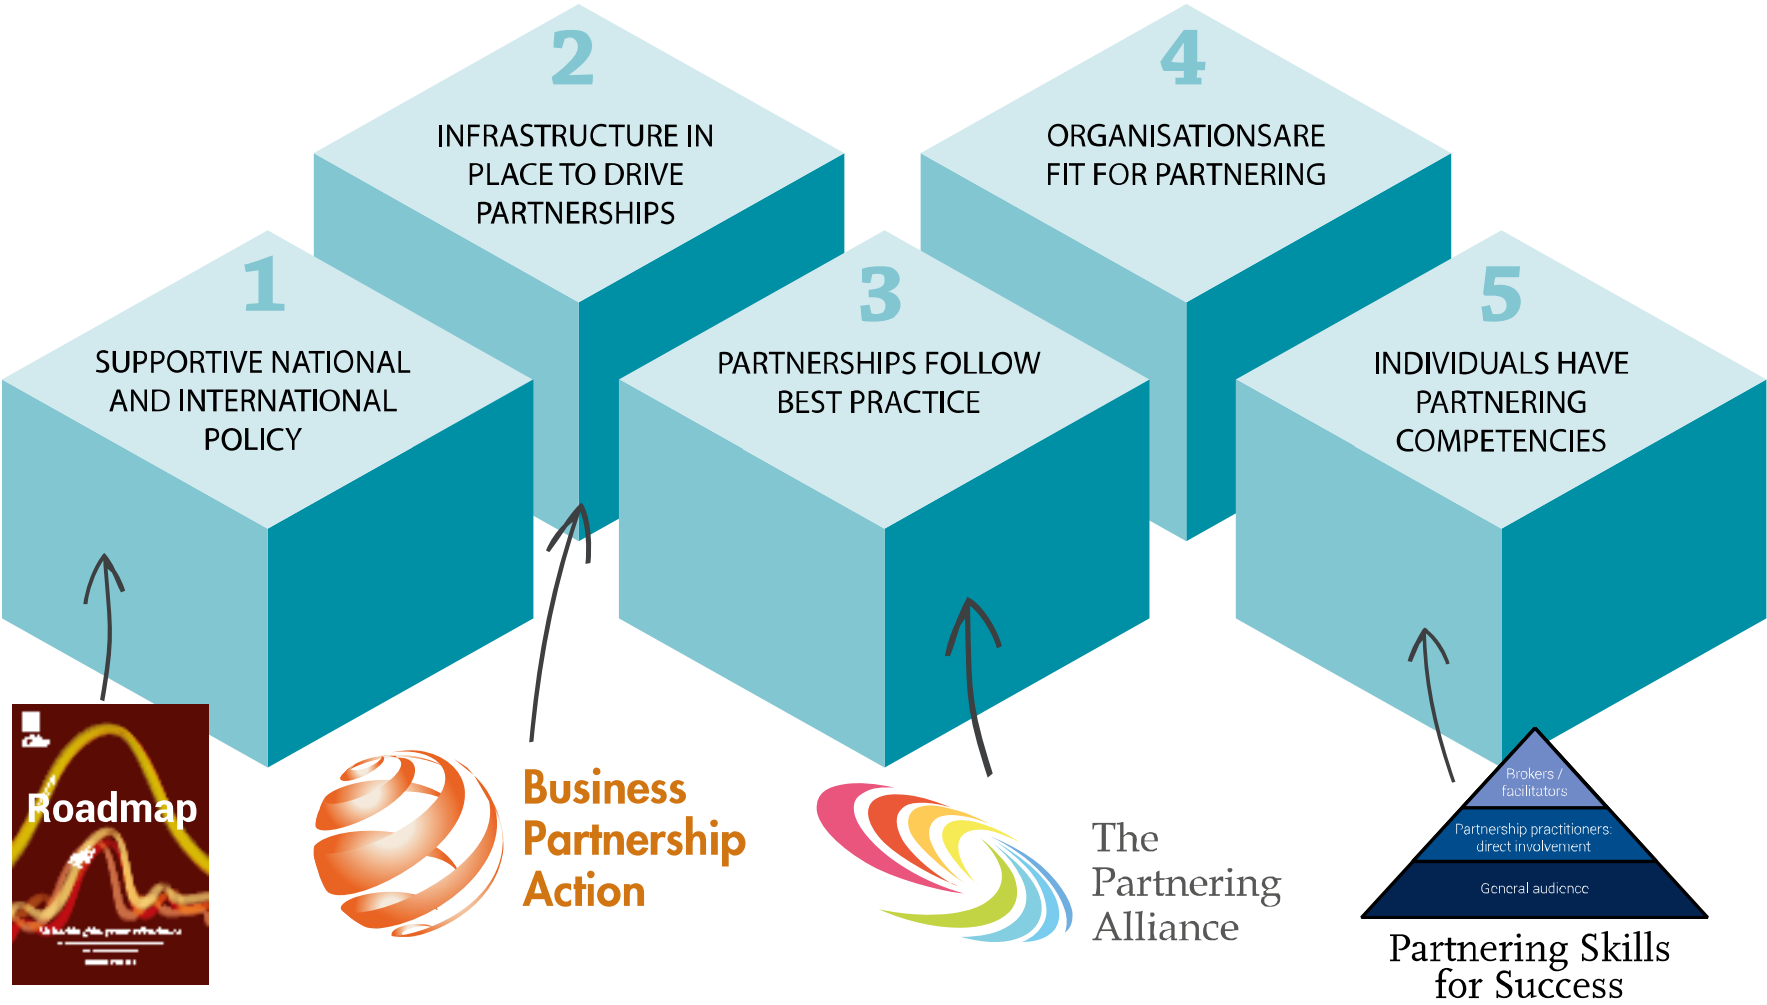 2
INFRASTRUCTURE IN
PLACE TO DRIVE
PARTNERSHIPS
4
ORGANISATIONSARE
FIT FOR PARTNERING
1
SUPPORTIVE NATIONAL
AND INTERNATIONAL
POLICY
3
PARTNERSHIPS FOLLOW
BEST PRACTICE
5
INDIVIDUALS HAVE
PARTNERING
COMPETENCIES
Roadmap
Business
Partnership
Action
The
Partnering
Alliance
Brokers /
facilitators
Partnership practitioners:
direct involvement
General audience
Partnering Skills
for Success